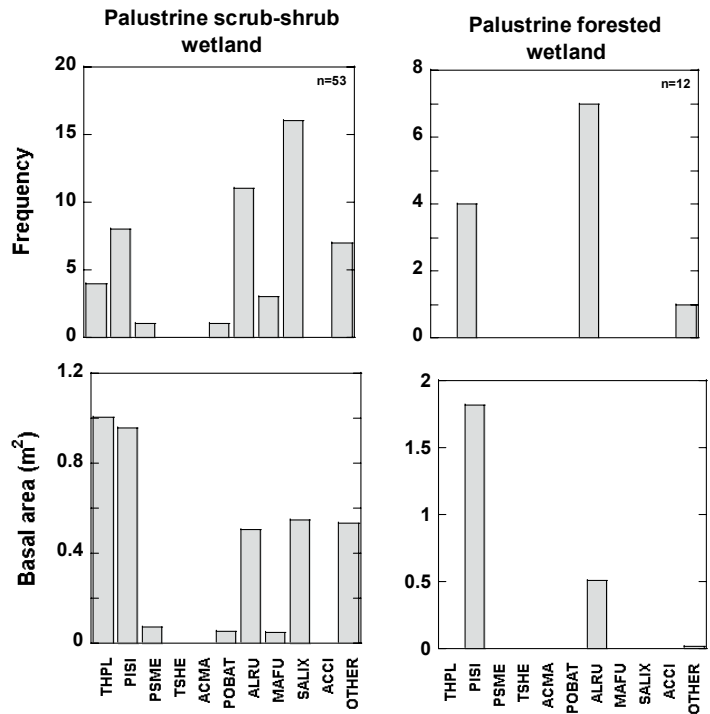 Palustrine scrub-shrub
wetland
Palustrine forested
wetland
Frequency
20
15
10
5
0
n=53
8
6
4
2
0
n=12
Basal area (m²)
1.2
0.8
0.4
0
THPL
PISI
PSME
TSHE
ACMA
POBAT
ALRU
MAFU
SALIX
ACCI
OTHER
2
1.5
1
0.5
0
THPL
PISI
PSME
TSHE
ACMA
POBAT
ALRU
MAFU
SALIX
ACCI
OTHER